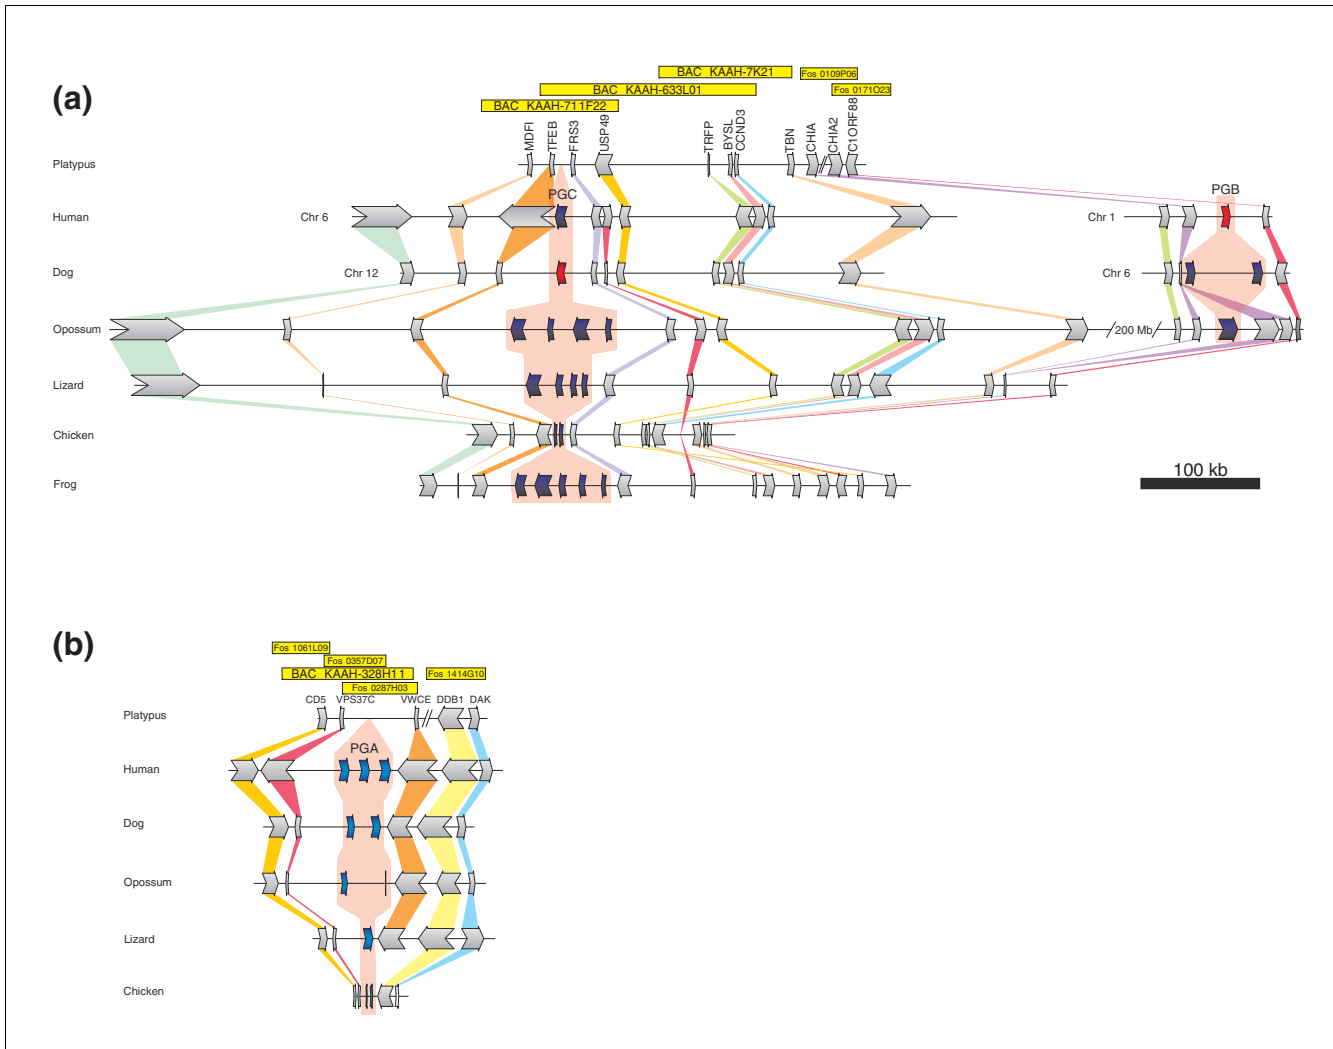 (a)
BAC KAAH-7K21
Fos 0109P06
BAC KAAH-633L01
Fos 0171O23
BAC KAAH-711F22
MDFI
TFEB
FRS3
USP49
TRFP
BYSL
CCND3
TBN
CHIA
CHIA2
C1ORF88
Platypus
PGC
PGB
Human
Chr 6
Chr 1
Dog
Chr 12
Chr 6
Opossum
200 Mb
Lizard
Chicken
100 kb
Frog
(b)
Fos 1061L09
Fos 0357D07
BAC KAAH-328H11
Fos 1414G10
Fos 0287H03
CD5 VPS37C VWCE DDB1 DAK
Platypus
PGA
Human
Dog
Opossum
Lizard
Chicken